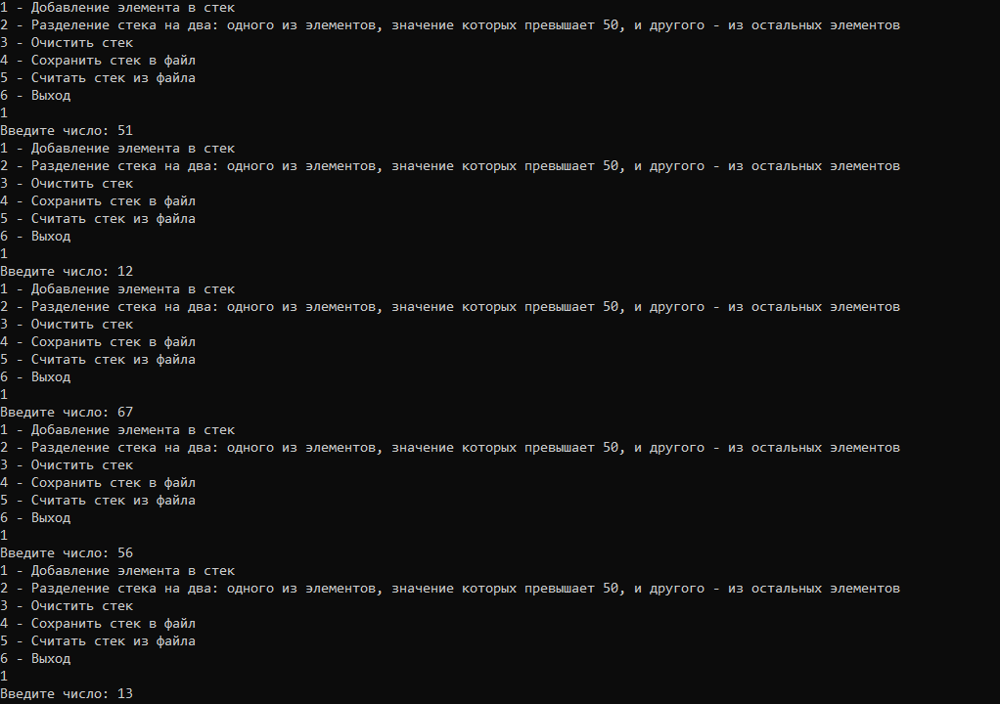 1 - Добавление элемента в стек
2 - Разделение стека на два: одного из элементов, значение которых превышает 50, и другого - из остальных элементов
3 - Очистить стек
4 - Сохранить стек в файл
5 - Считать стек из файла
6 - Выход
1
Введите число: 51
1 - Добавление элемента в стек
2 - Разделение стека на два: одного из элементов, значение которых превышает 50, и другого - из остальных элементов
3 - Очистить стек
4 - Сохранить стек в файл
5 - Считать стек из файла
6 - Выход
1
Введите число: 12
1 - Добавление элемента в стек
2 - Разделение стека на два: одного из элементов, значение которых превышает 50, и другого - из остальных элементов
3 - Очистить стек
4 - Сохранить стек в файл
5 - Считать стек из файла
6 - Выход
1
Введите число: 67
1 - Добавление элемента в стек
2 - Разделение стека на два: одного из элементов, значение которых превышает 50, и другого - из остальных элементов
3 - Очистить стек
4 - Сохранить стек в файл
5 - Считать стек из файла
6 - Выход
1
Введите число: 56
1 - Добавление элемента в стек
2 - Разделение стека на два: одного из элементов, значение которых превышает 50, и другого - из остальных элементов
3 - Очистить стек
4 - Сохранить стек в файл
5 - Считать стек из файла
6 - Выход
1
Введите число: 13